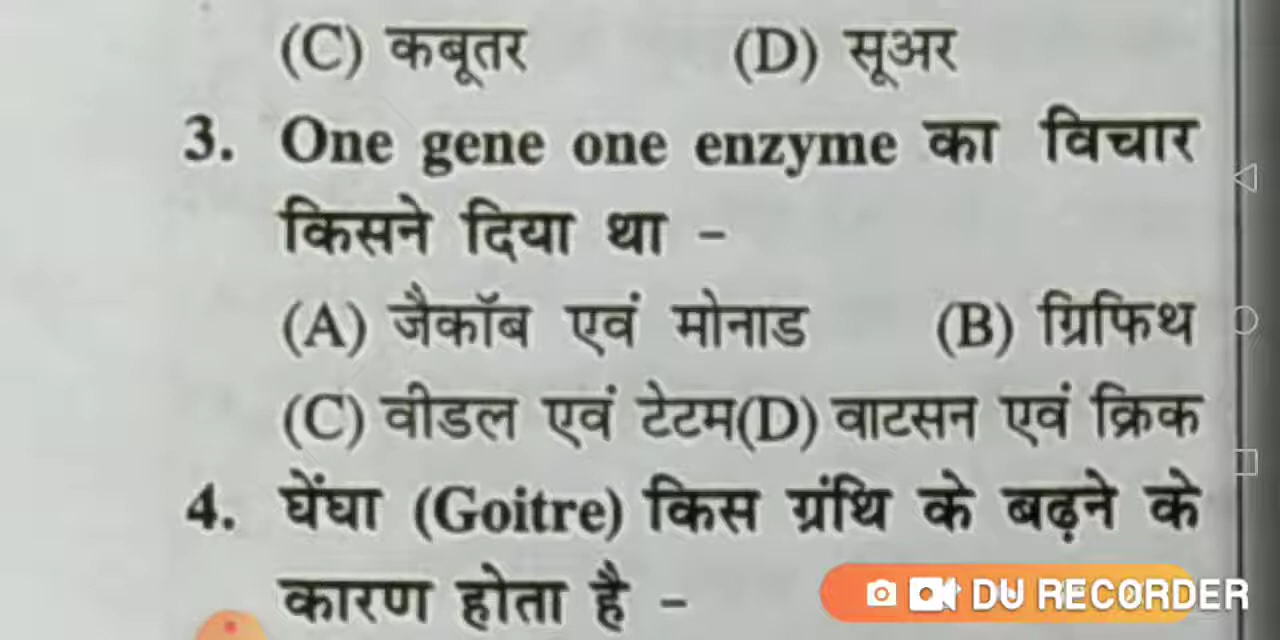 (C) कबूतर (D) सूअर
3. One gene one enzyme का विचार
किसने दिया था -
(A) जैकॉब एवं मोनाड (B) ग्रिफिथ
(C) वीडल एवं टेटम(D) वाटसन एवं क्रिक
4. घेंघा (Goitre) किस ग्रंथि के बढ़ने के
कारण होता है -
DU RECORDER